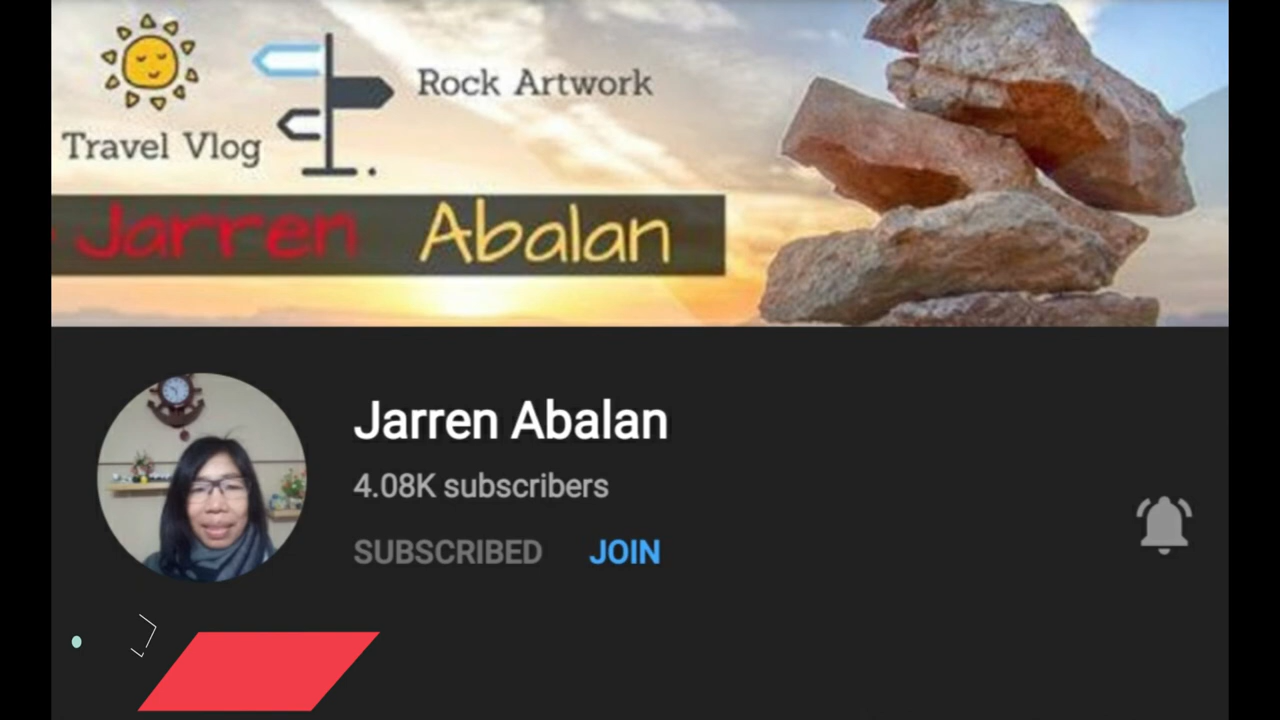 Rock Artwork
Travel Vlog
Jarren Abalan
Jarren Abalan
4.08K subscribers
SUBSCRIBED JOIN